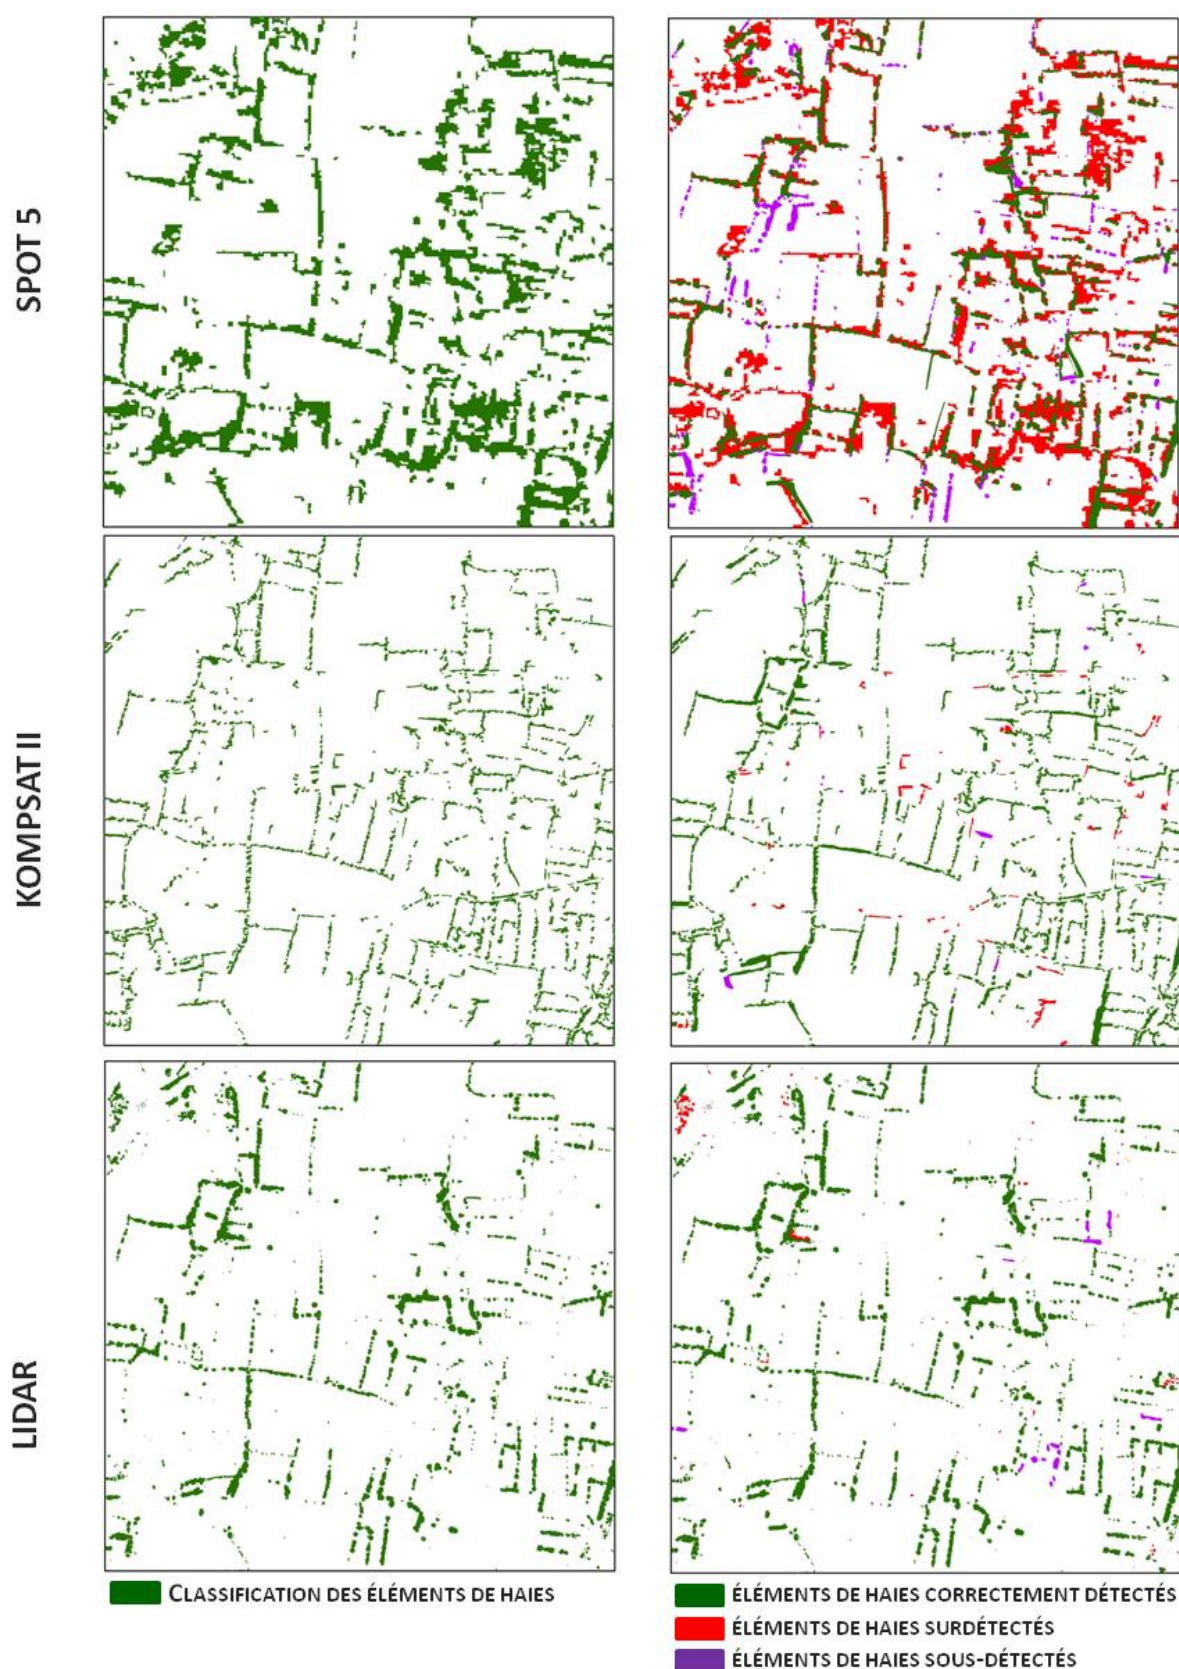 SPOT 5
KOMPSAT II
LIDAR
CLASSIFICATION DES ÉLÉMENTS DE HAIES
ÉLÉMENTS DE HAIES CORRECTEMENT DÉTECTÉS
ÉLÉMENTS DE HAIES SURDÉTECTÉS
ÉLÉMENTS DE HAIES SOUS-DÉTECTÉS